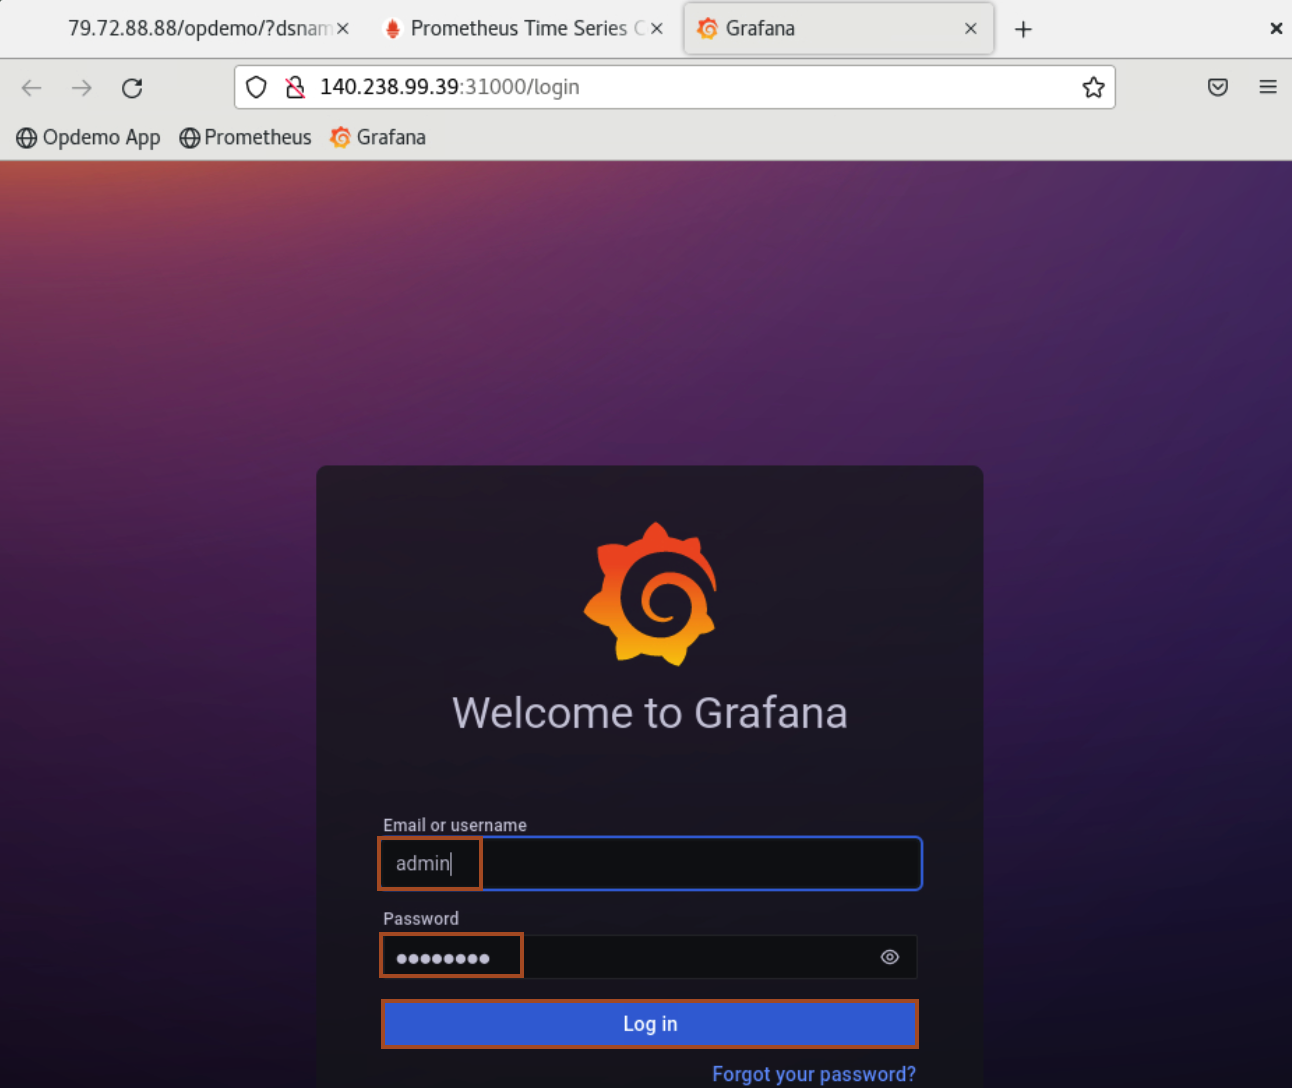 79.72.88.88/opdemo/?dsnam
Prometheus Time Series C
Grafana
140.238.99.39:31000/login
Opdemo App
Prometheus
Grafana
Welcome to Grafana
Email or username
admin
Password
••••••••
Log in
Forgot your password?